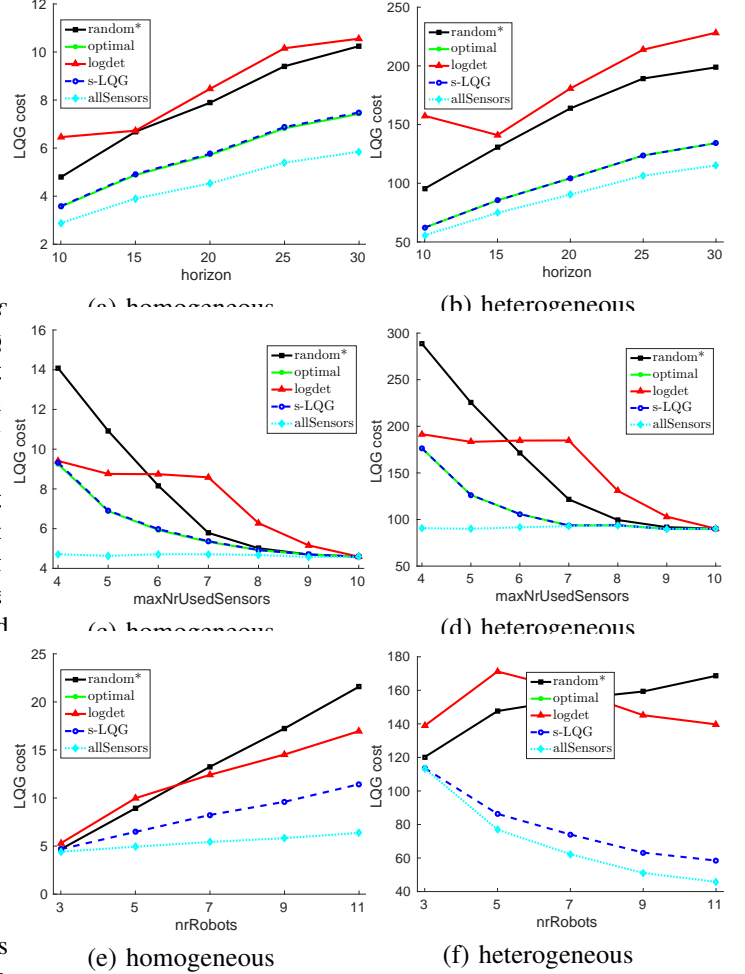 12
10
8
6
4
2
LQG cost
random*
optimal
logdet
s-LQG
allSensors
10 15 20 25 30
horizon
(a) homogeneous
250
200
150
100
50
LQG cost
random*
optimal
logdet
s-LQG
allSensors
10 15 20 25 30
horizon
(b) heterogeneous
16
14
12
10
8
6
4
LQG cost
random*
optimal
logdet
s-LQG
allSensors
4 5 6 7 8 9 10
maxNrUsedSensors
(c) homogeneous
300
250
200
150
100
50
LQG cost
random*
optimal
logdet
s-LQG
allSensors
4 5 6 7 8 9 10
maxNrUsedSensors
(d) heterogeneous
25
20
15
10
5
0
LQG cost
random*
optimal
logdet
s-LQG
allSensors
3 5 7 9 11
nrRobots
(e) homogeneous
180
160
140
120
100
80
60
40
LQG cost
random*
optimal
logdet
s-LQG
allSensors
3 5 7 9 11
nrRobots
(f) heterogeneous